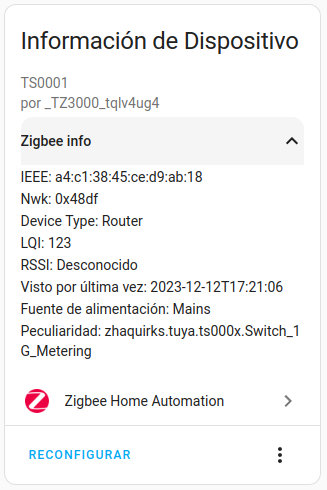 Información de Dispositivo
TS0001
por _TZ3000_tqlv4ug4
Zigbee info
IEEE: a4:c1:38:45:ce:d9:ab:18
Nwk: 0x48df
Device Type: Router
LQI: 123
RSSI: Desconocido
Visto por última vez: 2023-12-12T17:21:06
Fuente de alimentación: Mains
Peculiaridad: zhaquirks.tuya.ts000x.Switch_1
G_Metering
Zigbee Home Automation
RECONFIGURAR